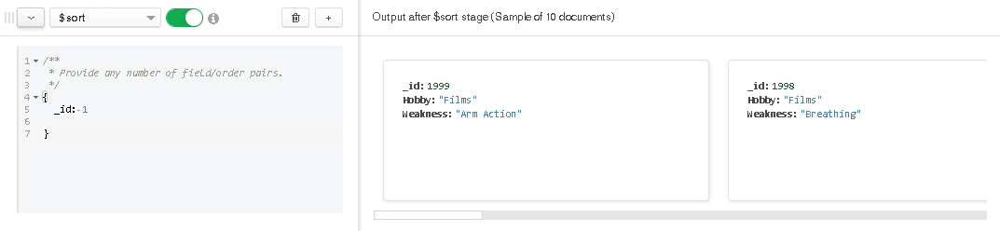 $sort
Output after $sort stage (Sample of 10 documents)
1 /**
2 * Provide any number of field/order pairs.
3 */
4 {
5 _id:-1
6
7 }
_id: 1999
Hobby: "Films"
Weakness: "Arm Action"
_id: 1998
Hobby: "Films"
Weakness: "Breathing"